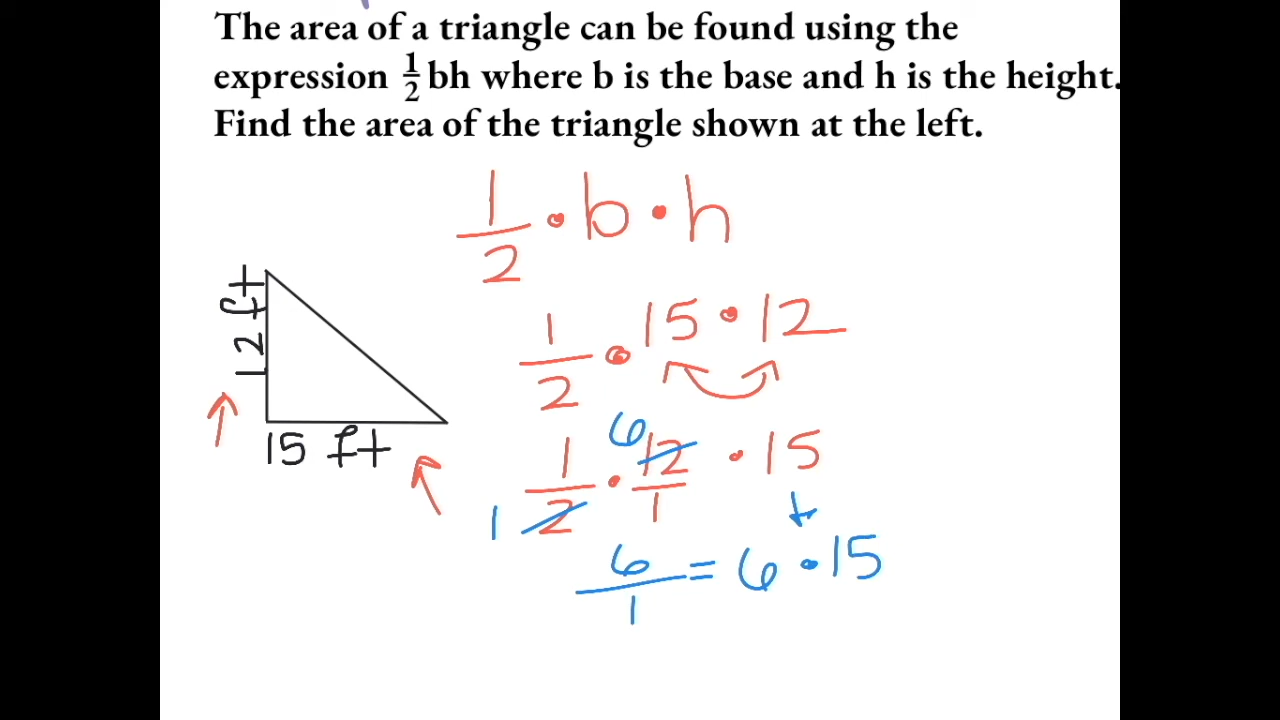 The area of a triangle can be found using the
expression 1/2 bh where b is the base and h is the height.
Find the area of the triangle shown at the left.
1/2 • b • h
12 ft
15 ft
1/2 • 15 • 12
6
1/2 • 12/1 • 15
1
6/1 = 6 • 15